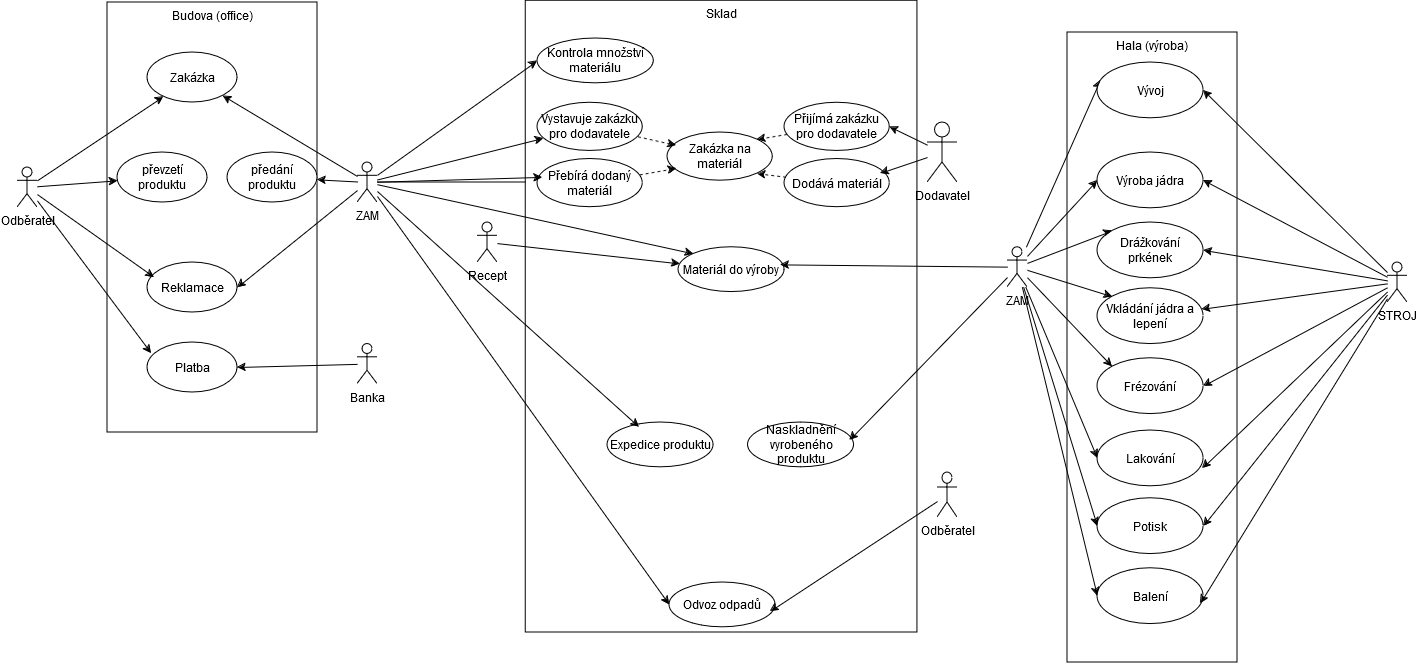 Budova (office)
Zakázka
převzetí
produktu
předání
produktu
Odběratel
ZAM
Reklamace
Platba
Banka
Sklad
Kontrola množství
materiálu
Vystavuje zakázku
pro dodavatele
Přijímá zakázku
pro dodavatele
Zakázka na
materiál
Přebírá dodaný
materiál
Dodává materiál
Dodavatel
Recept
Materiál do výroby
Expedice produktu
Naskladnění
vyrobeného
produktu
Odběratel
Odvoz odpadů
Hala (výroba)
Vývoj
Výroba jádra
Drážkování
prkének
ZAM
Vkládání jádra a
lepení
STROJ
Frézování
Lakování
Potisk
Balení